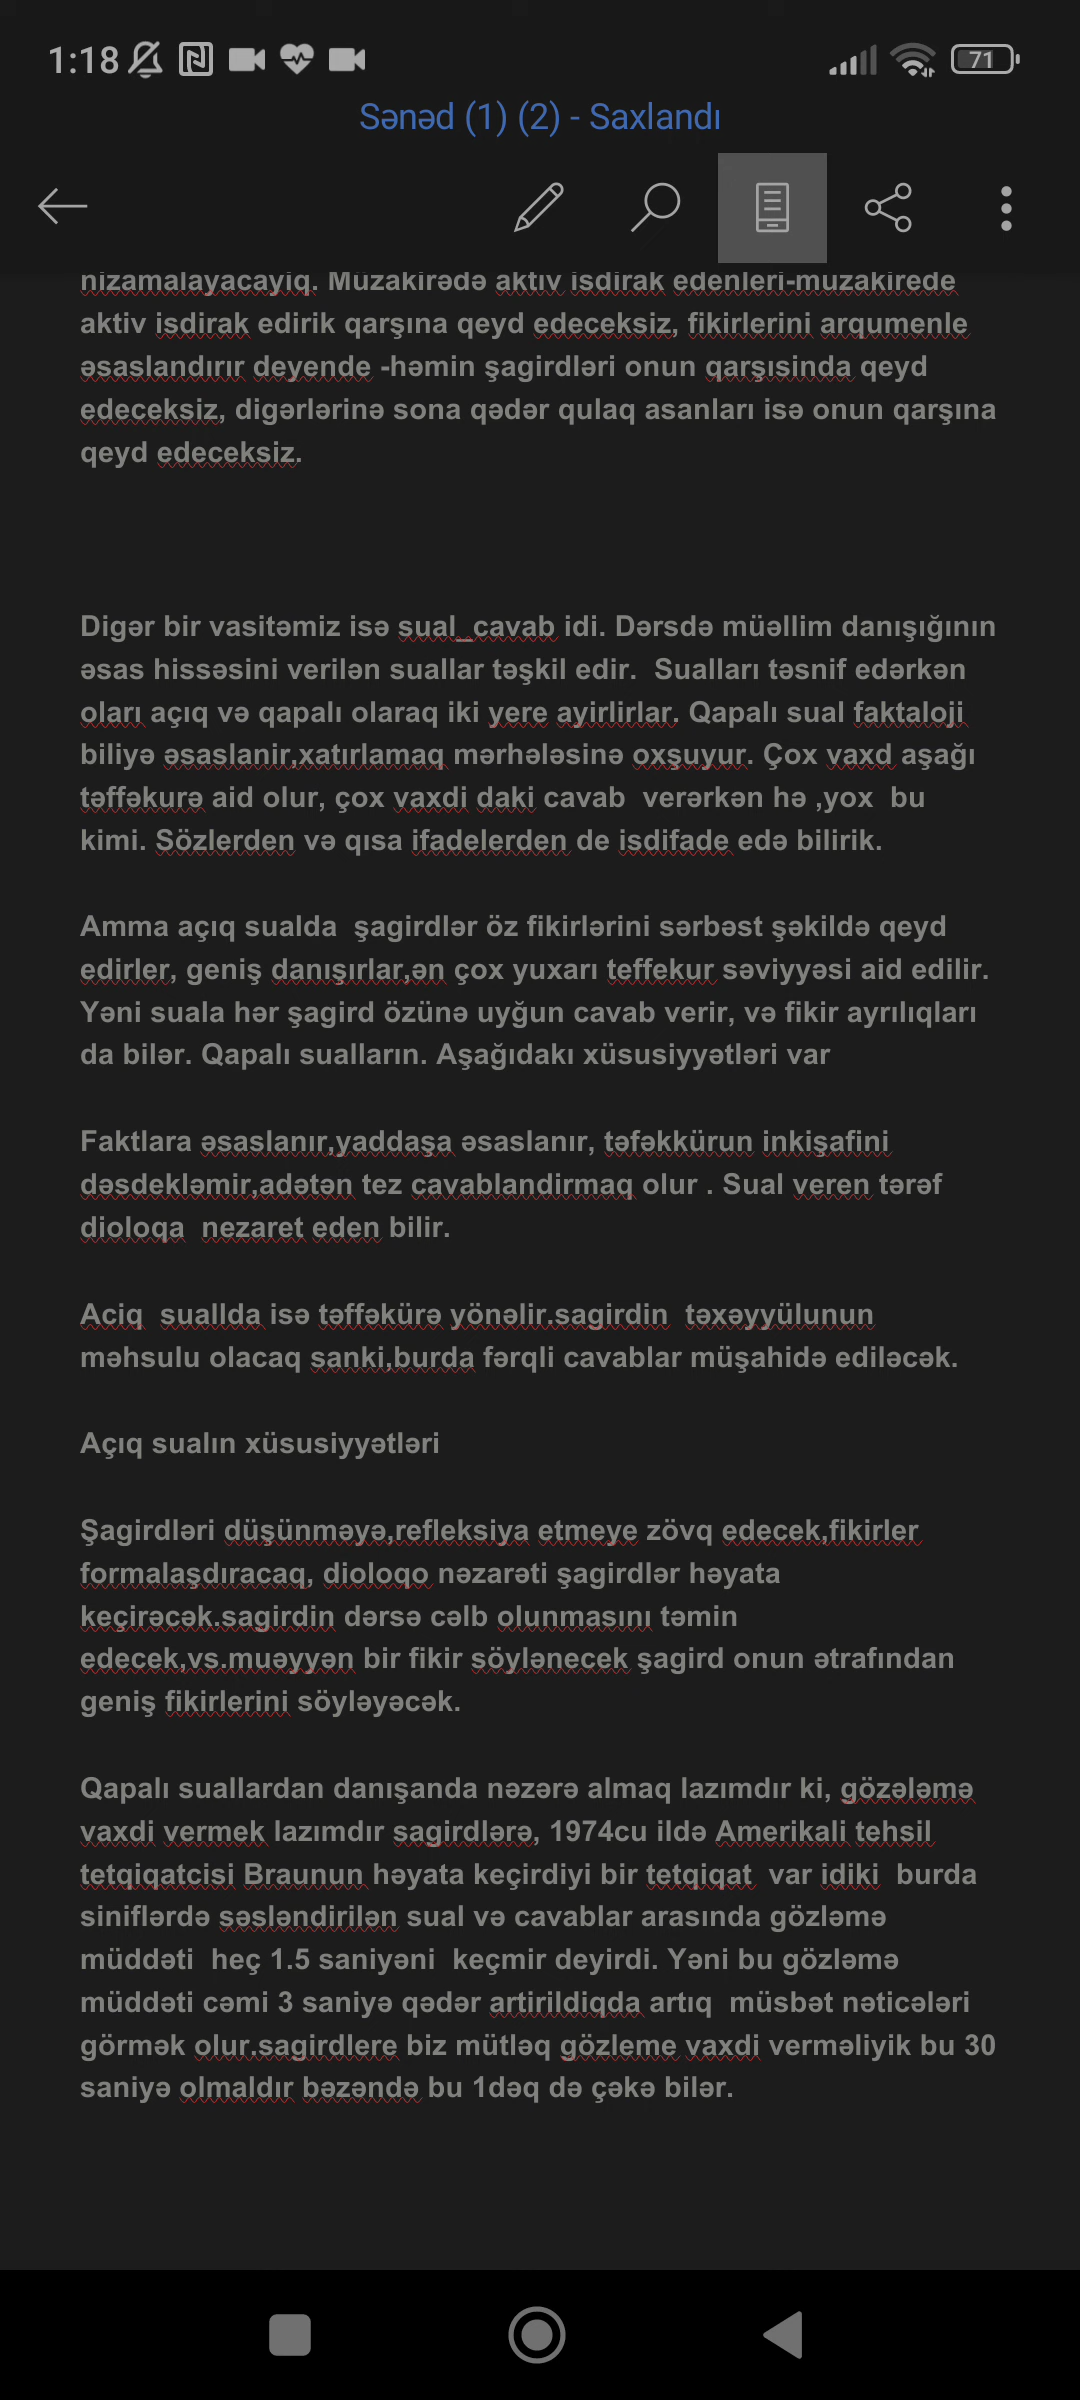 1:18
71
Sənəd (1) (2) - Saxlandı
nizamalayacayiq. Müzakirədə aktiv isdirak edenleri-muzakirede
aktiv isdirak edirik qarşına qeyd edeceksiz, fikirlerini arqumenle
əsaslandırır deyende -həmin şagirdləri onun qarşısinda qeyd
edeceksiz, digərlərinə sona qədər qulaq asanları isə onun qarşına
qeyd edeceksiz.
Digər bir vasitəmiz isə sual_cavab idi. Dərsdə müəllim danışığının
əsas hissəsini verilən suallar təşkil edir.  Sualları təsnif edərkən
oları açıq və qapalı olaraq iki yere ayirlirlar. Qapalı sual faktaloji
biliyə əsaslanir,xatırlamaq mərhələsinə oxşuyur. Çox vaxd aşağı
təffəkurə aid olur, çox vaxdi daki cavab  verərkən hə ,yox  bu
kimi. Sözlerden və qısa ifadelerden de isdifade edə bilirik.
Amma açıq sualda  şagirdlər öz fikirlərini sərbəst şəkildə qeyd
edirler, geniş danışırlar,ən çox yuxarı teffekur səviyyəsi aid edilir.
Yəni suala hər şagird özünə uyğun cavab verir, və fikir ayrılıqları
da bilər. Qapalı sualların. Aşağıdakı xüsusiyyətləri var
Faktlara əsaslanır,yaddaşa əsaslanır, təfəkkürun inkişafini
dəsdekləmir,adətən tez cavablandirmaq olur . Sual veren tərəf
dioloqa  nezaret eden bilir.
Aciq  suallda isə təffəkürə yönəlir.sagirdin  təxəyyülunun
məhsulu olacaq sanki,burda fərqli cavablar müşahidə ediləcək.
Açıq sualın xüsusiyyətləri
Şagirdləri düşünməyə,refleksiya etmeye zövq edecek,fikirler
formalaşdıracaq, dioloqo nəzarəti şagirdlər həyata
keçirəcək.sagirdin dərsə cəlb olunmasını təmin
edecek,vs.muəyyən bir fikir söylənecek şagird onun ətrafından
geniş fikirlerini söyləyəcək.
Qapalı suallardan danışanda nəzərə almaq lazımdır ki, gözələmə
vaxdi vermek lazımdır sagirdlərə, 1974cu ildə Amerikali tehsil
tetqiqatcisi Braunun həyata keçirdiyi bir tetqiqat  var idiki  burda
siniflərdə səsləndirilən sual və cavablar arasında gözləmə
müddəti  heç 1.5 saniyəni  keçmir deyirdi. Yəni bu gözləmə
müddəti cəmi 3 saniyə qədər artirildiqda artıq  müsbət nəticələri
görmək olur.sagirdlere biz mütləq gözleme vaxdi verməliyik bu 30
saniyə olmaldır bəzəndə bu 1dəq də çəkə bilər.